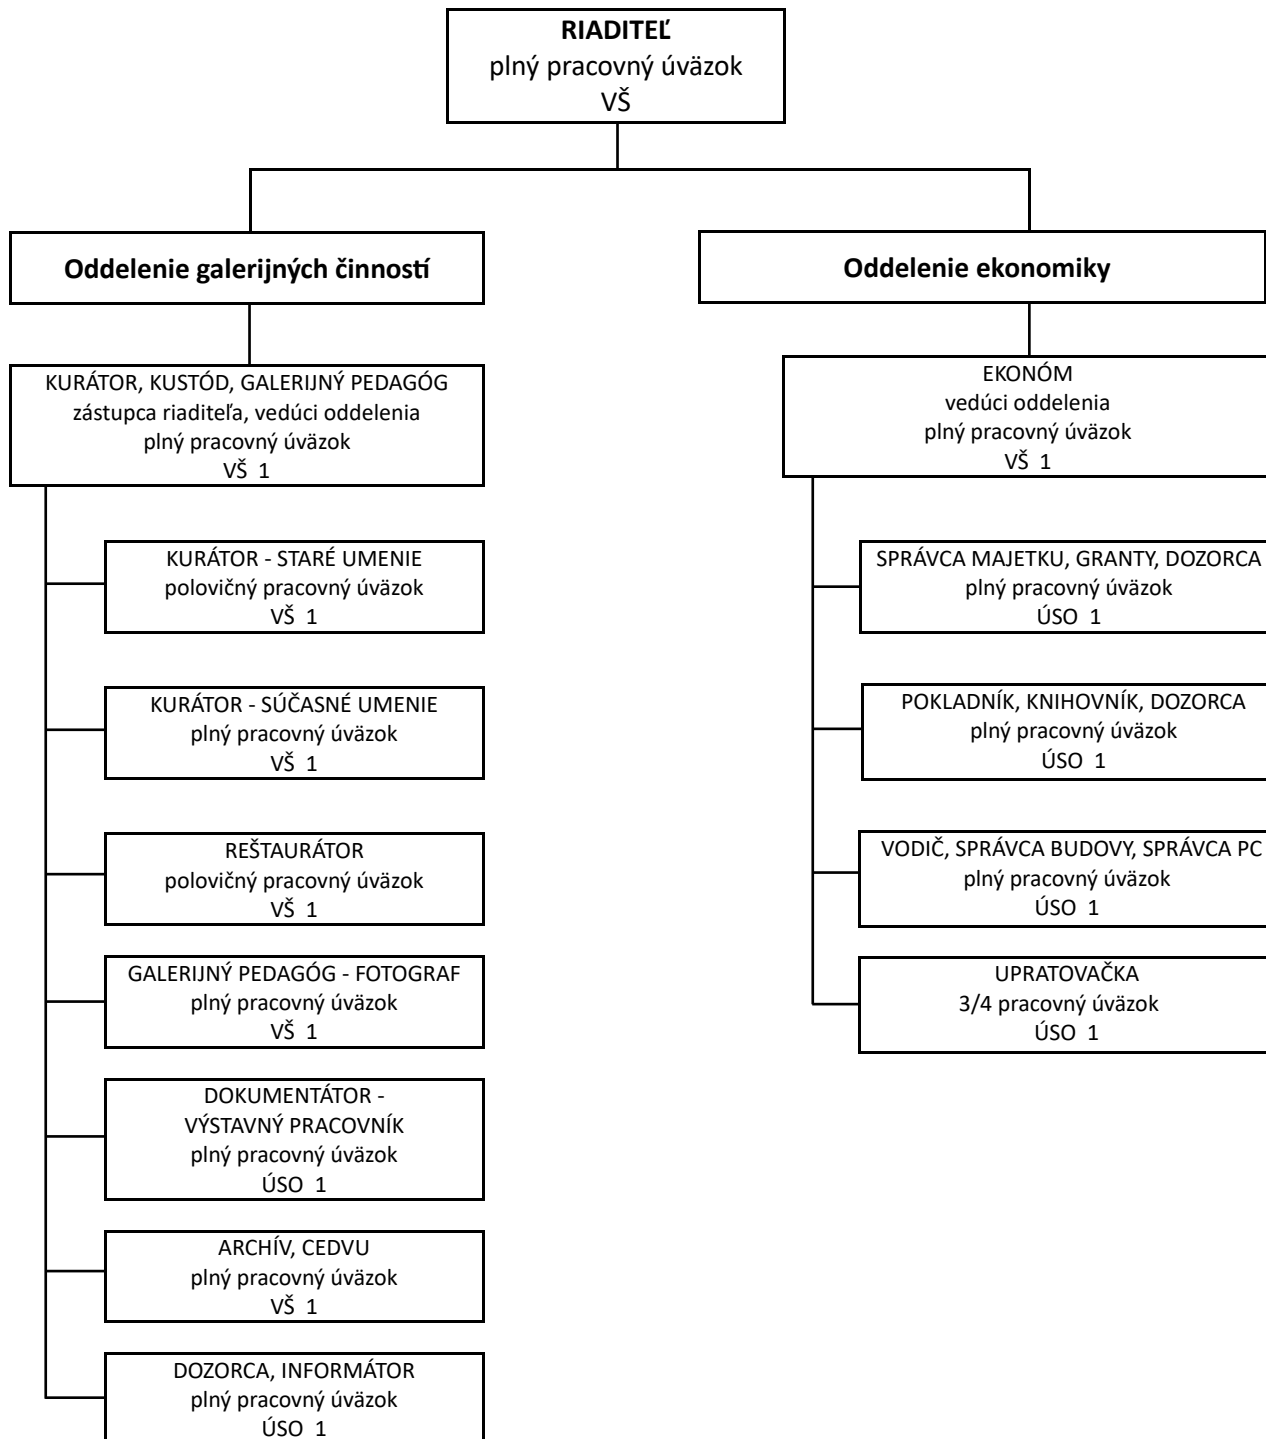 RIADITEĽ
plný pracovný úväzok
VŠ
Oddelenie galerijných činností
KURÁTOR, KUSTÓD, GALERIJNÝ PEDAGÓG
zástupca riaditeľa, vedúci oddelenia
plný pracovný úväzok
VŠ 1
KURÁTOR - STARÉ UMENIE
polovičný pracovný úväzok
VŠ 1
KURÁTOR - SÚČASNÉ UMENIE
plný pracovný úväzok
VŠ 1
REŠTAURÁTOR
polovičný pracovný úväzok
VŠ 1
GALERIJNÝ PEDAGÓG - FOTOGRAF
plný pracovný úväzok
VŠ 1
DOKUMENTÁTOR -
VÝSTAVNÝ PRACOVNÍK
plný pracovný úväzok
ÚSO 1
ARCHÍV, CEDVU
plný pracovný úväzok
VŠ 1
DOZORCA, INFORMÁTOR
plný pracovný úväzok
ÚSO 1
Oddelenie ekonomiky
EKONÓM
vedúci oddelenia
plný pracovný úväzok
VŠ 1
SPRÁVCA MAJETKU, GRANTY, DOZORCA
plný pracovný úväzok
ÚSO 1
POKLADNÍK, KNIHOVNÍK, DOZORCA
plný pracovný úväzok
ÚSO 1
VODIČ, SPRÁVCA BUDOVY, SPRÁVCA PC
plný pracovný úväzok
ÚSO 1
UPRATOVAČKA
3/4 pracovný úväzok
ÚSO 1